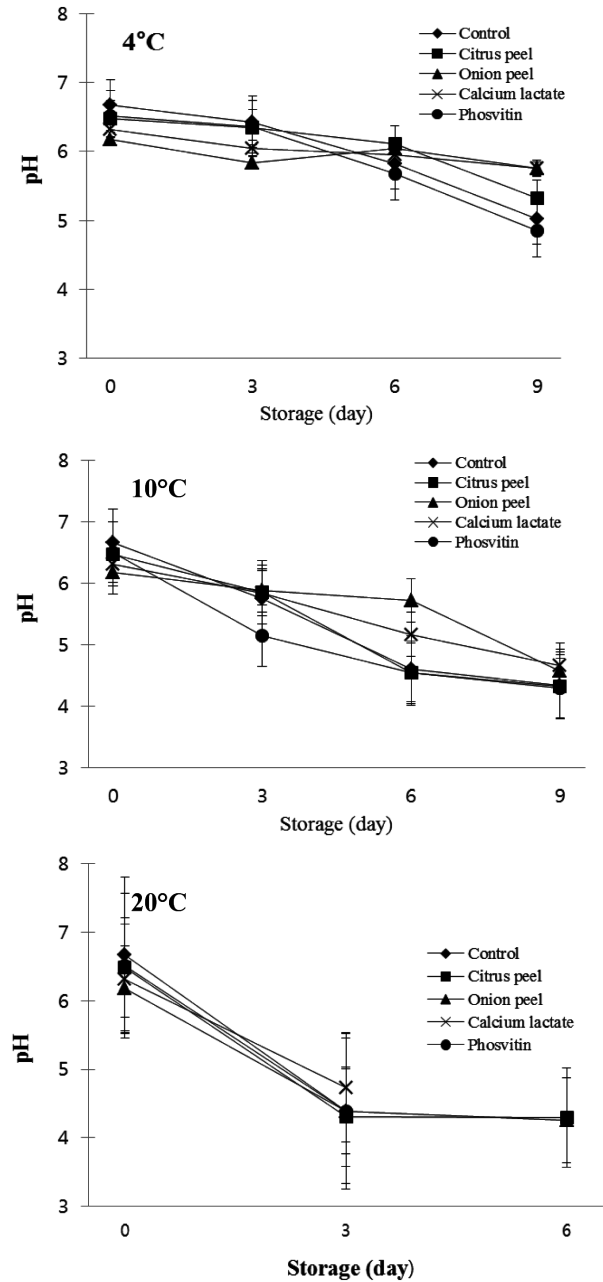 4°C
Control
Citrus peel
Onion peel
Calcium lactate
Phosvitin
8
7
6
5
4
3
pH
0 3 6 9
Storage (day)
10°C
Control
Citrus peel
Onion peel
Calcium lactate
Phosvitin
8
7
6
5
4
3
pH
0 3 6 9
Storage (day)
20°C
Control
Citrus peel
Onion peel
Calcium lactate
Phosvitin
8
7
6
5
4
3
pH
0 3 6
Storage (day)